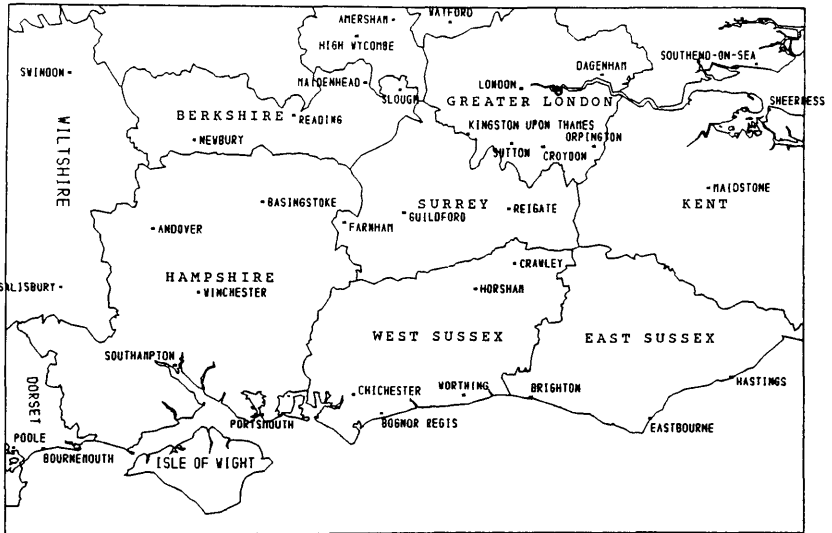 AMERSHAM
WATFORD
HIGH WYCOMBE
SOUTHEND-ON-SEA
DAGENHAM
SWINDON
MAIDENHEAD
LONDON
SLOUGH
GREATER LONDON
SHEERNESS
BERKSHIRE
READING
WILTSHIRE
KINGSTON UPON THAMES
NEWBURY
ORPINGTON
SUTTON
CROYDON
MAIDSTONE
BASINGSTOKE
SURREY
REIGATE
KENT
GUILDFORD
FARNHAM
ANDOVER
CRAWLEY
HAMPSHIRE
SALISBURY
WINCHESTER
HORSHAM
WEST SUSSEX
EAST SUSSEX
SOUTHAMPTON
DORSET
HASTINGS
CHICHESTER
WORTHING
BRIGHTON
PORTSMOUTH
BOGNOR REGIS
EASTBOURNE
POOLE
BOURNEMOUTH
ISLE OF WIGHT